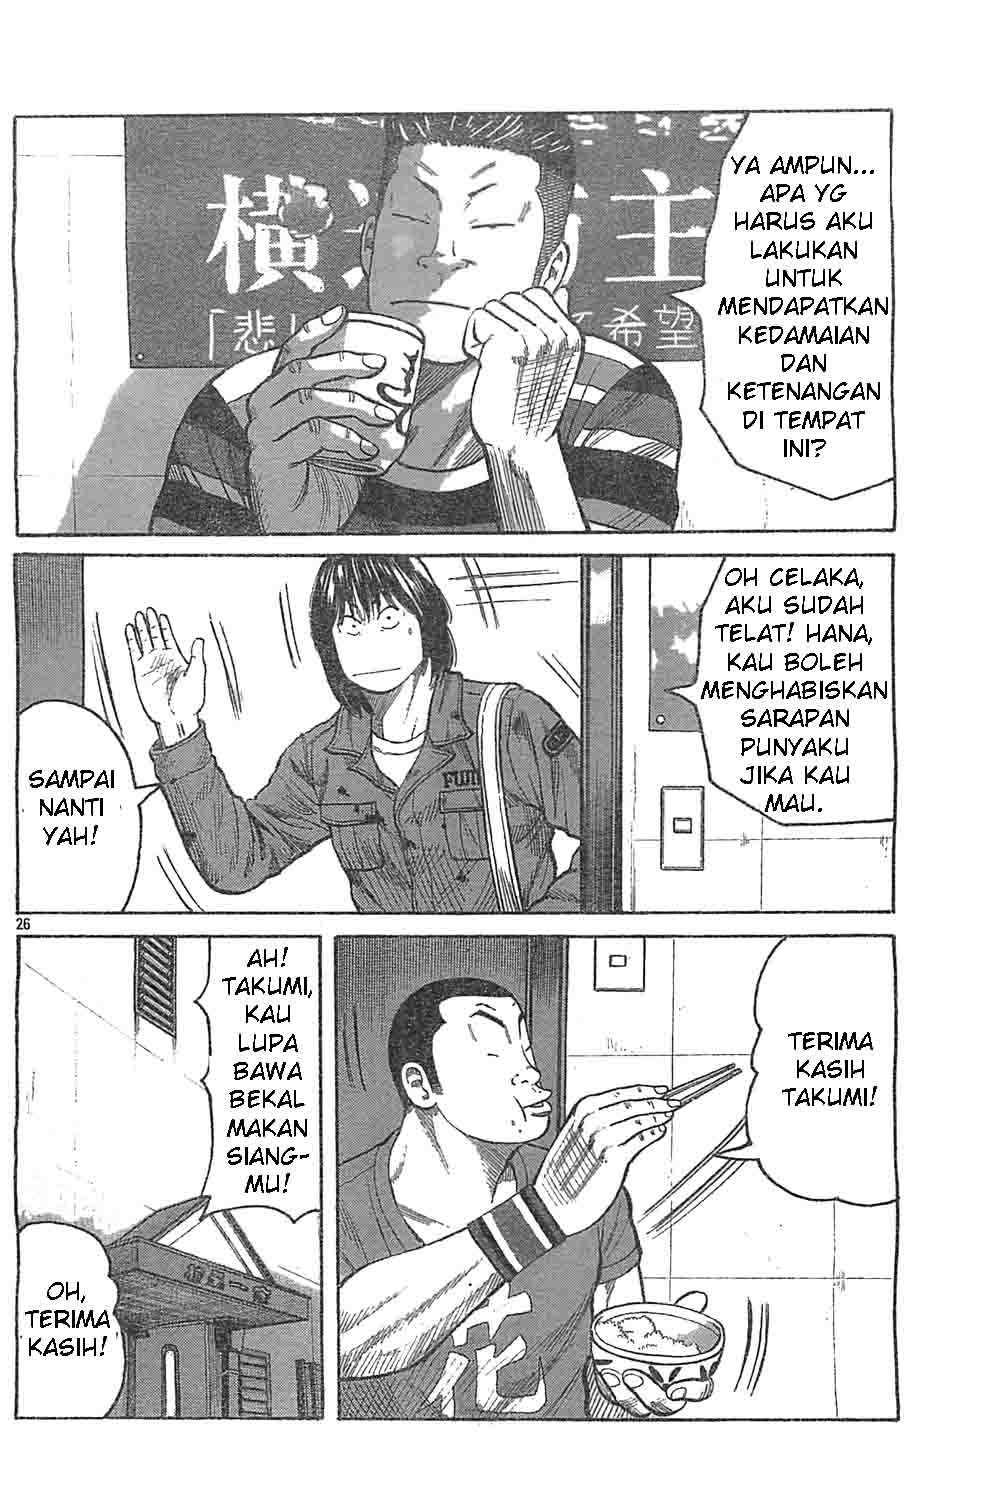 YA AMPUN...
APA YG
HARUS AKU
LAKUKAN
UNTUK
MENDAPATKAN
KEDAMAIAN
DAN
KETENANGAN
DI TEMPAT
INI?
横
主
「悲し
希望
OH CELAKA,
AKU SUDAH
TELAT! HANA,
KAU BOLEH
MENGHABISKAN
SARAPAN
PUNYAKU
JIKA KAU
MAU.
SAMPAI
NANTI
YAH!
FUJI
26
TERIMA
KASIH
TAKUMI!
花
AH!
TAKUMI,
KAU
LUPA
BAWA
BEKAL
MAKAN
SIANG-
MU!
OH,
TERIMA
KASIH!